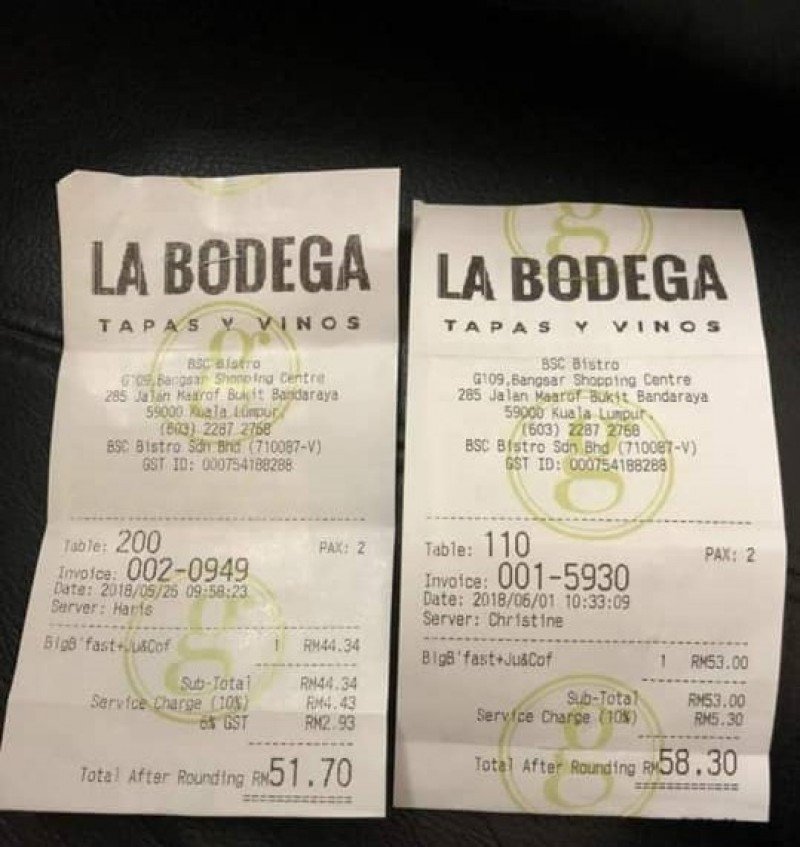 LA BODEGA
TAPAS Y VINOS
BSC Bistro
G109,Bangsar Shopping Centre
285 Jalan Maarof Bukit Bandaraya
59000 Kuala Lumpur.
(603) 2287 2768
BSC Bistro Sdn Bhd (710087-V)
GST ID: 000754188288
Table: 200 PAX: 2
Invoice: 002-0949
Date: 2018/05/26 09:58:23
Server: Haris
BigB'fast+Ju&Cof 1 RM44.34
Sub-Total RM44.34
Service Charge (10%) RM4.43
6% GST RM2.93
Total After Rounding RM51.70
LA BODEGA
TAPAS Y VINOS
BSC Bistro
G109,Bangsar Shopping Centre
285 Jalan Maarof Bukit Bandaraya
59000 Kuala Lumpur.
(603) 2287 2768
BSC Bistro Sdn Bhd (710087-V)
GST ID: 000754188288
Table: 110 PAX: 2
Invoice: 001-5930
Date: 2018/06/01 10:33:09
Server: Christine
BigB'fast+Ju&Cof 1 RM53.00
Sub-Total RM53.00
Service Charge (10%) RM5.30
Total After Rounding RM58.30